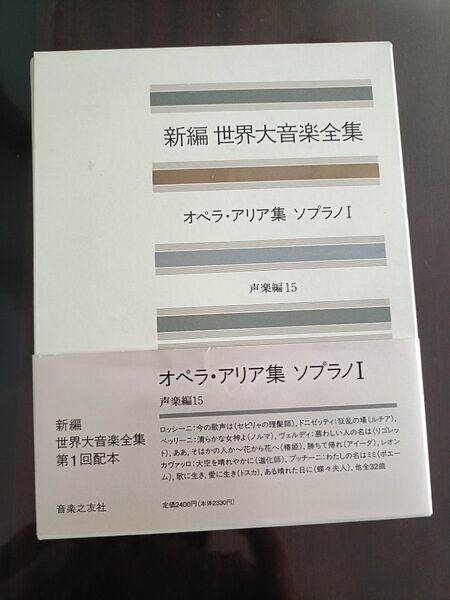 新編 世界大音楽全集
オペラ・アリア集 ソプラノI
声楽編15
オペラ・アリア集 ソプラノI
声楽編15
新編
世界大音楽全集
第1回配本
音楽之友社
ロッシーニ:今の歌声は(セビリャの理髪師)、ドニゼッティ:狂乱の場(ルチア)、
ベッリーニ:清らかな女神よ(ノルマ)、ヴェルディ:慕わしい人の名は(リゴレッ
ト)、ああ、そはかの人か〜花から花へ(椿姫)、勝ちて帰れ(アイーダ)、レオン
カヴァッロ:大空を晴れやかに(道化師)、プッチーニ:わたしの名はミミ(ボエー
ム)、歌に生き、愛に生き(トスカ)、ある晴れた日に(蝶々夫人)、他全32曲
定価2400円(本体2330円)